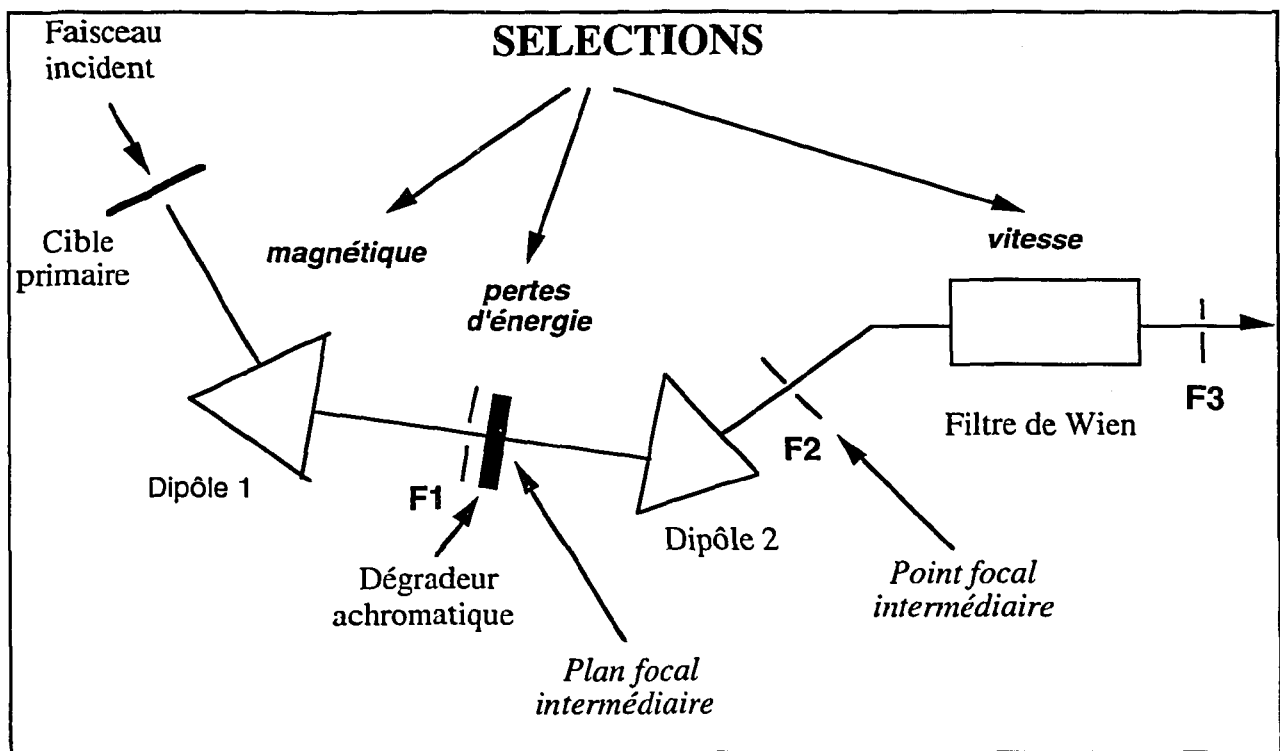 Faisceau
incident
SELECTIONS
Cible
primaire
magnétique
pertes
d'énergie
vitesse
Dipôle 1
F1
Dégradeur
achromatique
Plan focal
intermédiaire
Dipôle 2
F2
Point focal
intermédiaire
Filtre de Wien
F3